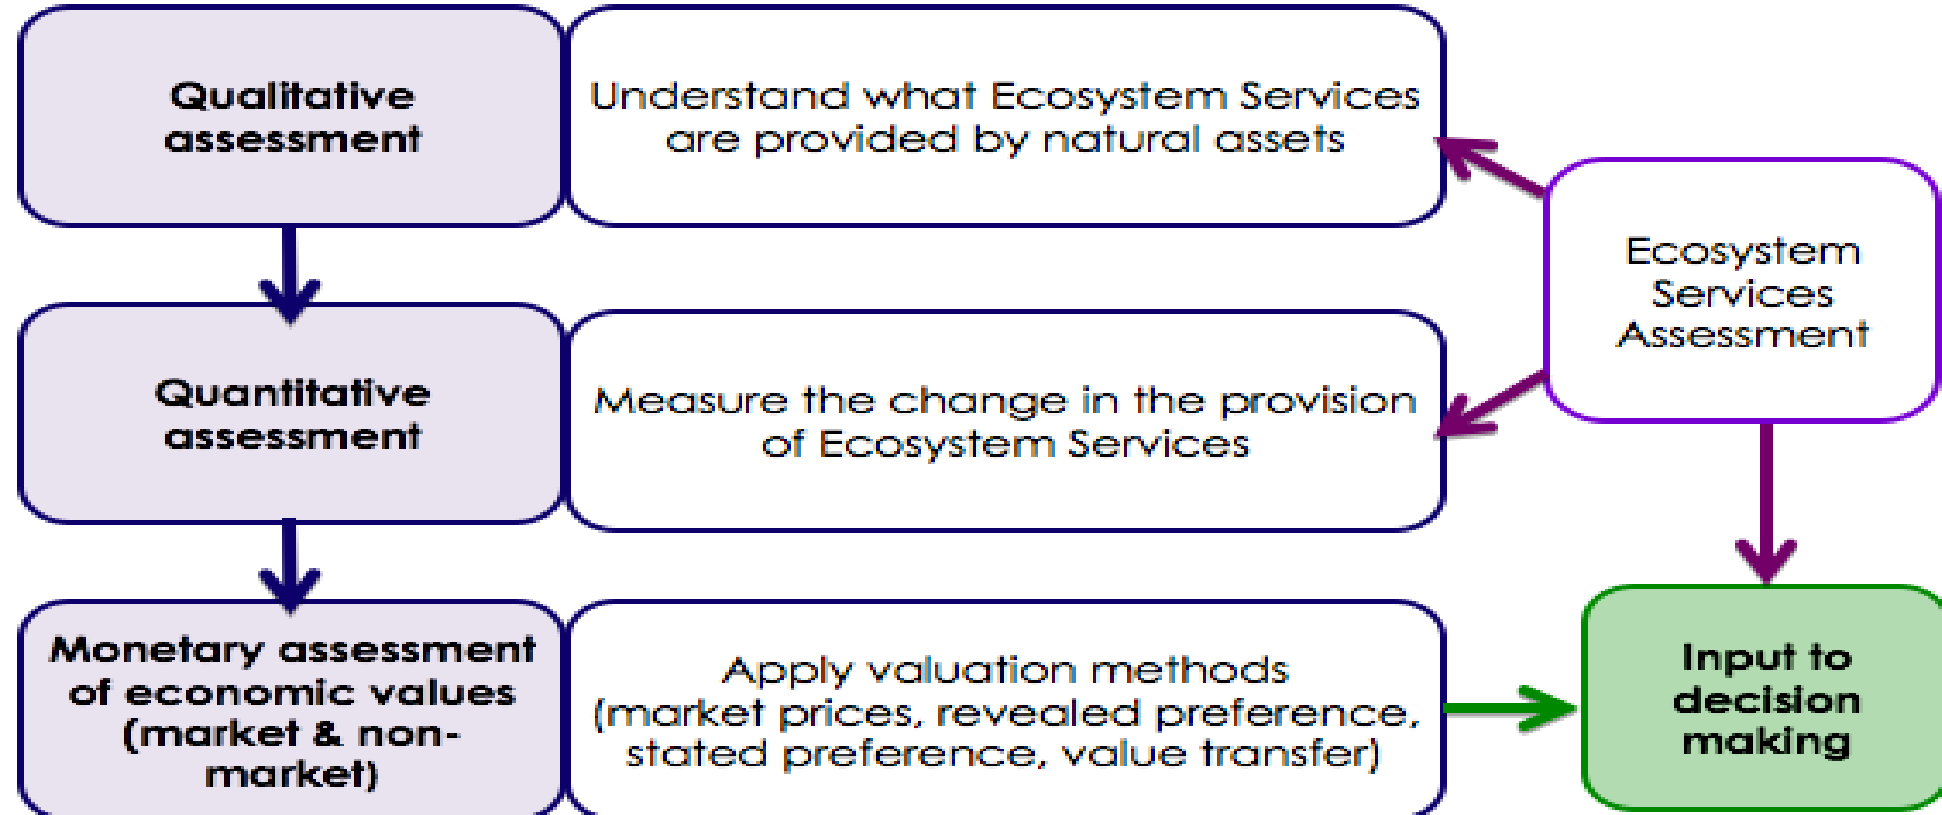 Qualitative
assessment
Understand what Ecosystem Services
are provided by natural assets
Ecosystem
Services
Assessment
Quantitative
assessment
Measure the change in the provision
of Ecosystem Services
Monetary assessment
of economic values
(market & non-
market)
Apply valuation methods
(market prices, revealed preference,
stated preference, value transfer)
Input to
decision
making